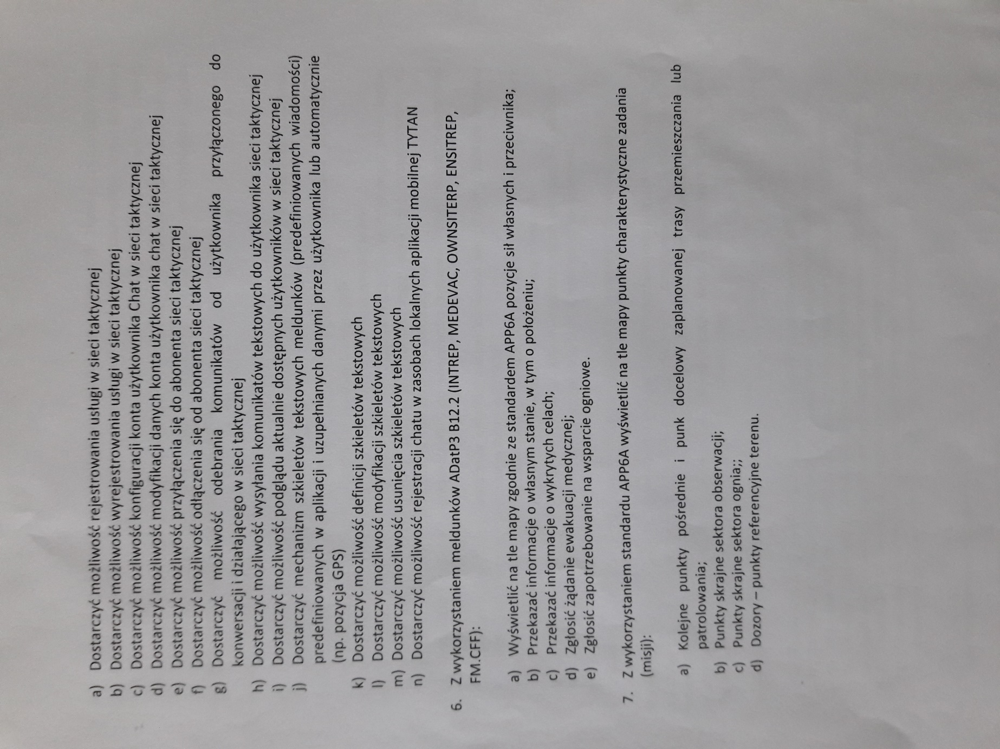 a) Dostarczyć możliwość rejestrowania usługi w sieci taktycznej
b) Dostarczyć możliwość wyrejestrowania usługi w sieci taktycznej
c) Dostarczyć możliwość konfiguracji konta użytkownika Chat w sieci taktycznej
d) Dostarczyć możliwość modyfikacji danych konta użytkownika chat w sieci taktycznej
e) Dostarczyć możliwość przyłączenia się do abonenta sieci taktycznej
f) Dostarczyć możliwość odłączenia się od abonenta sieci taktycznej
g) Dostarczyć możliwość odebrania komunikatów od użytkownika przyłączonego do
konwersacji i działającego w sieci taktycznej
h) Dostarczyć możliwość wysyłania komunikatów tekstowych do użytkownika sieci taktycznej
i) Dostarczyć możliwość podglądu aktualnie dostępnych użytkowników w sieci taktycznej
j) Dostarczyć mechanizm szkieletów tekstowych meldunków (predefiniowanych wiadomości)
predefiniowanych w aplikacji i uzupełnianych danymi przez użytkownika lub automatycznie
(np. pozycja GPS)
k) Dostarczyć możliwość definicji szkieletów tekstowych
l) Dostarczyć możliwość modyfikacji szkieletów tekstowych
m) Dostarczyć możliwość usunięcia szkieletów tekstowych
n) Dostarczyć możliwość rejestracji chatu w zasobach lokalnych aplikacji mobilnej TYTAN
6. Z wykorzystaniem meldunków ADatP3 B12.2 (INTREP, MEDEVAC, OWNSITERP, ENSITREP,
FM.CFF):
a) Wyświetlić na tle mapy zgodnie ze standardem APP6A pozycje sił własnych i przeciwnika;
b) Przekazać informacje o własnym stanie, w tym o położeniu;
c) Przekazać informacje o wykrytych celach;
d) Zgłosić żądanie ewakuacji medycznej;
e) Zgłosić zapotrzebowanie na wsparcie ogniowe.
7. Z wykorzystaniem standardu APP6A wyświetlić na tle mapy punkty charakterystyczne zadania
(misji):
a) Kolejne punkty pośrednie i punk docelowy zaplanowanej trasy przemieszczania lub
patrolowania;
b) Punkty skrajne sektora obserwacji;
c) Punkty skrajne sektora ognia;;
d) Dozory – punkty referencyjne terenu.